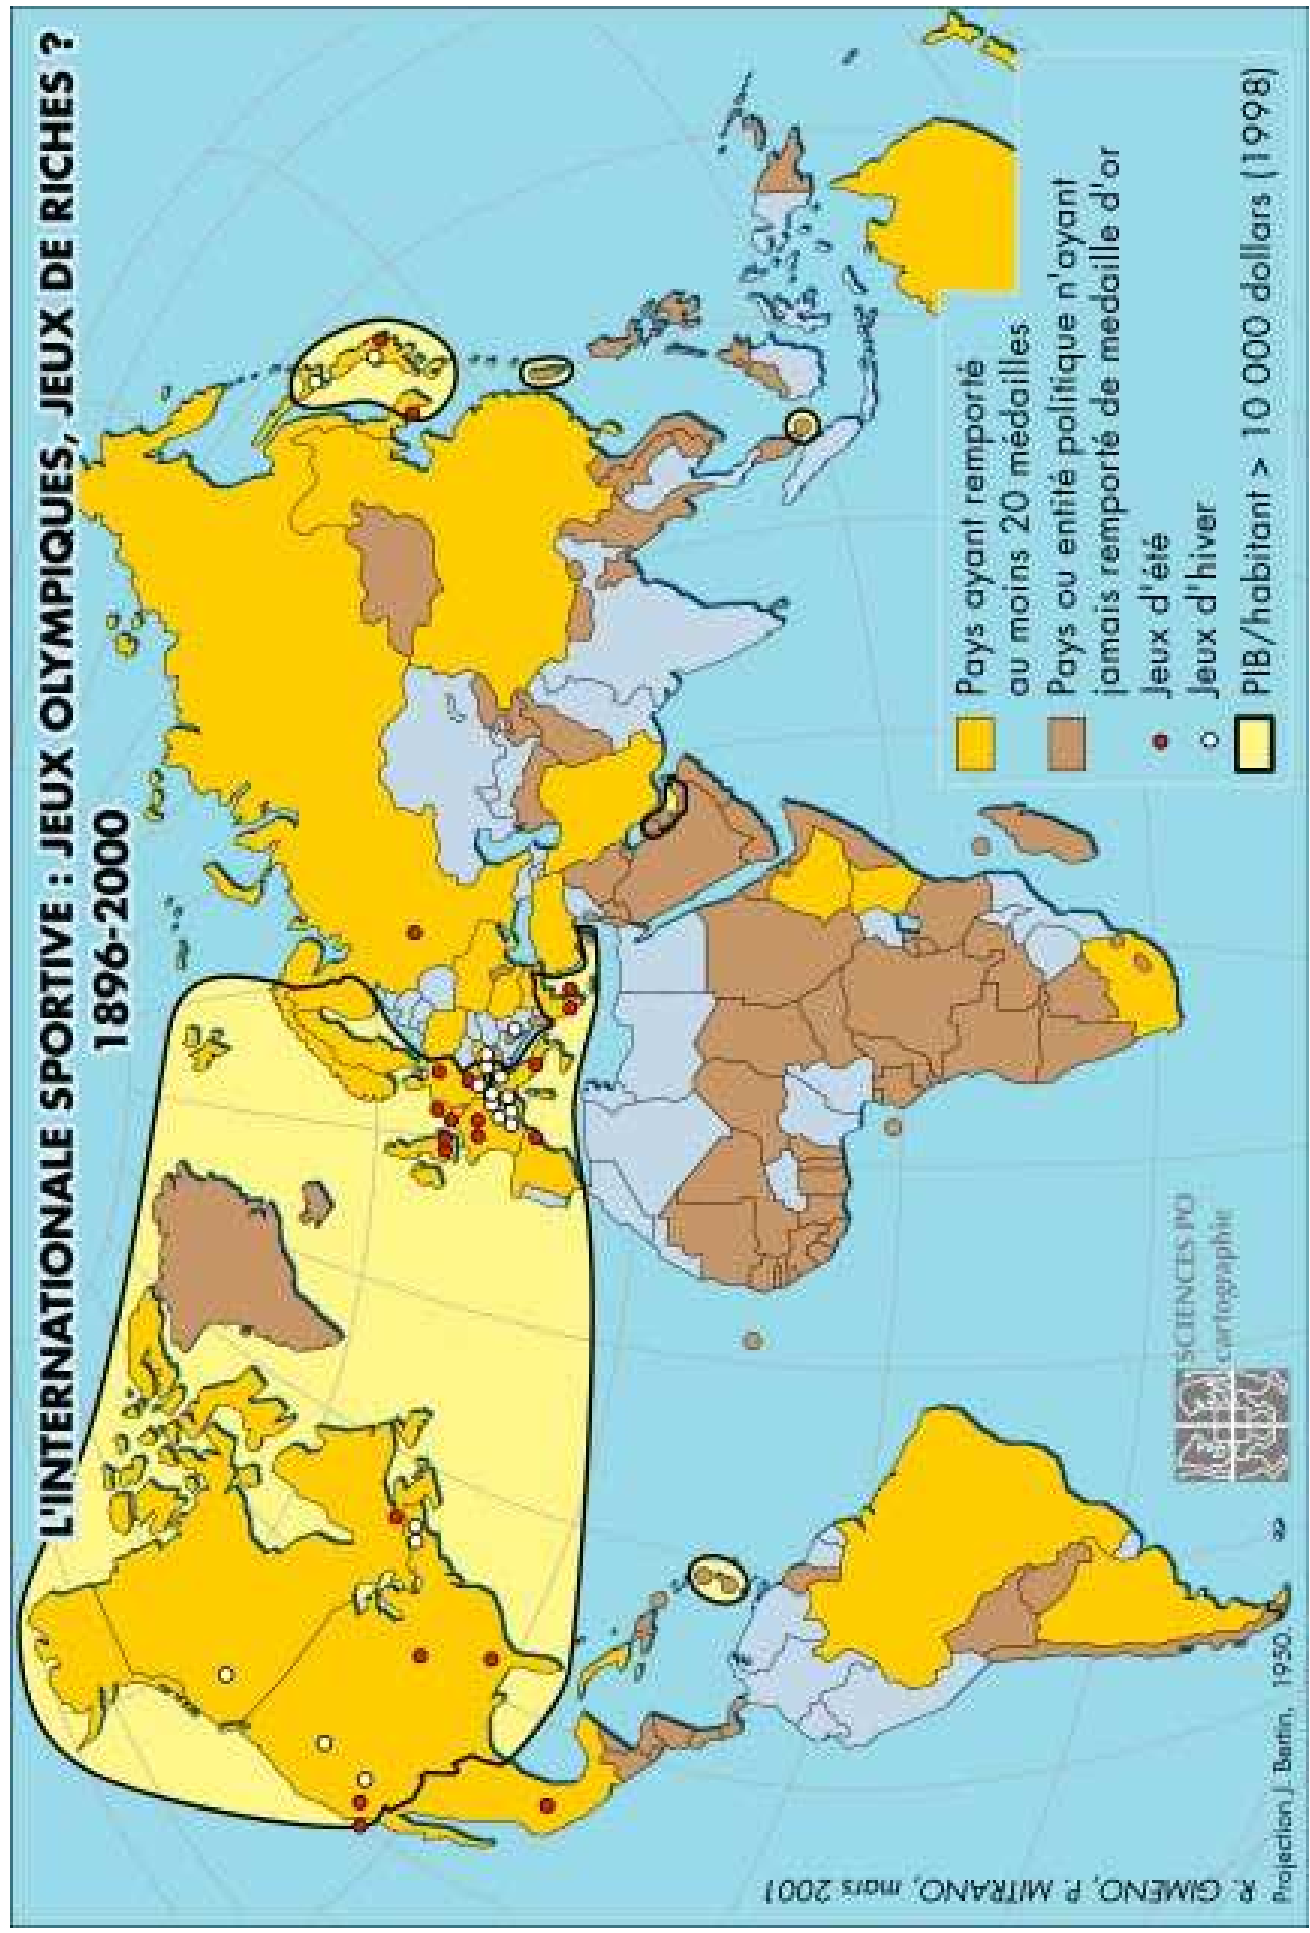 L'INTERNATIONALE SPORTIVE : JEUX OLYMPIQUES, JEUX DE RICHES ?
1896-2000
Pays ayant remporté
au moins 20 médailles
Pays ou entité politique n'ayant
jamais remporté de medaille d'or
Jeux d'été
Jeux d'hiver
PIB/habitant > 10 000 dollars (1998)
SCIENCES PO
cartographie
R. GIMENO, P. MITRANO, mars 2001
Projection J. Bertin, 1950.